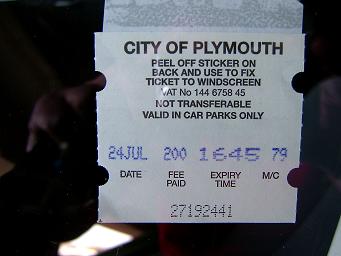 CITY OF PLYMOUTH
PEEL OFF STICKER ON
BACK AND USE TO FIX
TICKET TO WINDSCREEN
VAT No 144 6758 45
NOT TRANSFERABLE
VALID IN CAR PARKS ONLY
24JUL 200 1645 79
DATE FEE PAID EXPIRY TIME M/C
27192441